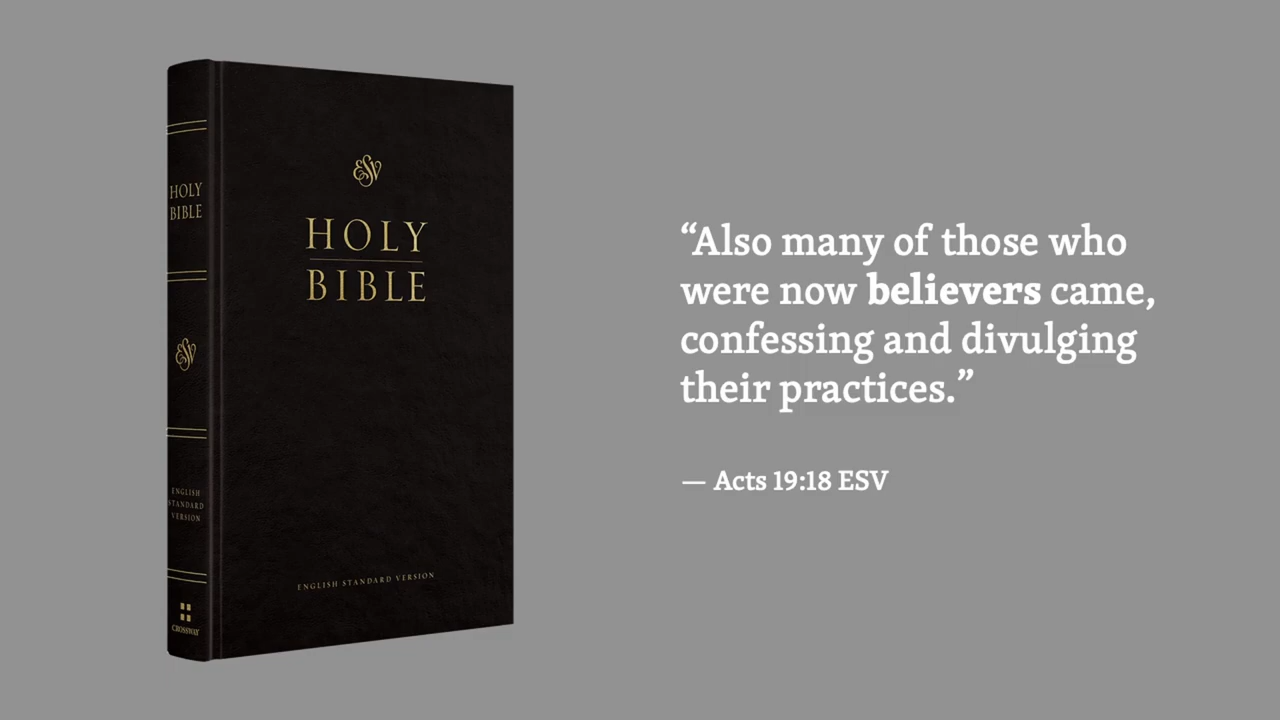 HOLY
BIBLE
ESV
ENGLISH
STANDARD
VERSION
CROSSWAY
ESV
HOLY
BIBLE
ENGLISH STANDARD VERSION
“Also many of those who
were now believers came,
confessing and divulging
their practices.”
— Acts 19:18 ESV